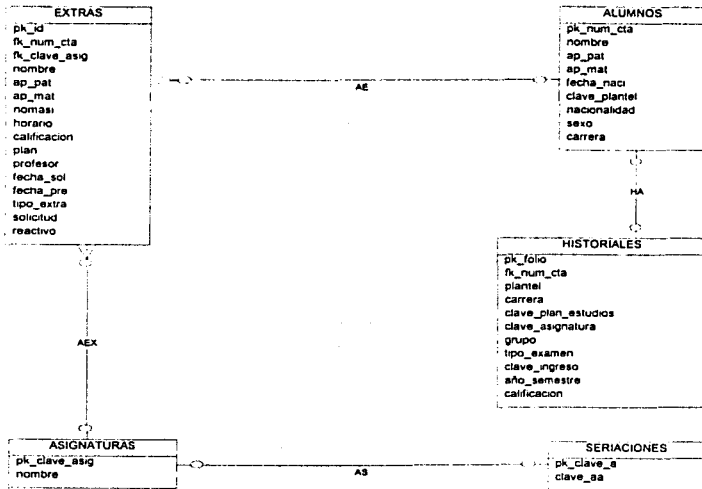 EXTRAS
pk_id
fk_num_cta
fk_clave_asig
nombre
ap_pat
ap_mat
nomasi
horario
calificacion
plan
profesor
fecha_sol
fecha_pre
tipo_extra
solicitud
reactivo
AE
ALUMNOS
pk_num_cta
nombre
ap_pat
ap_mat
fecha_naci
clave_plantel
nacionalidad
sexo
carrera
HA
HISTORIALES
pk_folio
fk_num_cta
plantel
carrera
clave_plan_estudios
clave_asignatura
grupo
tipo_examen
clave_ingreso
año_semestre
calificacion
AEX
ASIGNATURAS
pk_clave_asig
nombre
AS
SERIACIONES
pk_clave_a
clave_aa